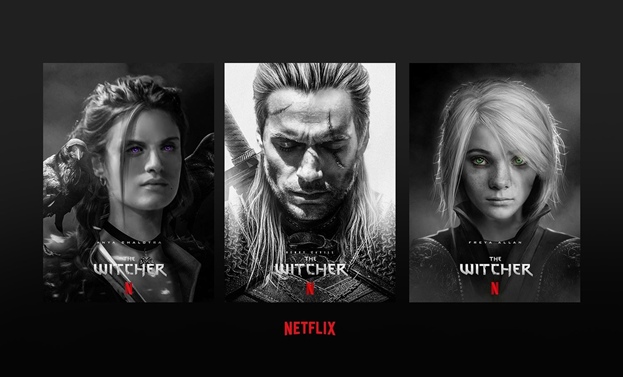 ANYA CHALOTRA
THE
WITCHER
N
HENRY CAVILL
THE
WITCHER
N
FREYA ALLAN
THE
WITCHER
N
NETFLIX